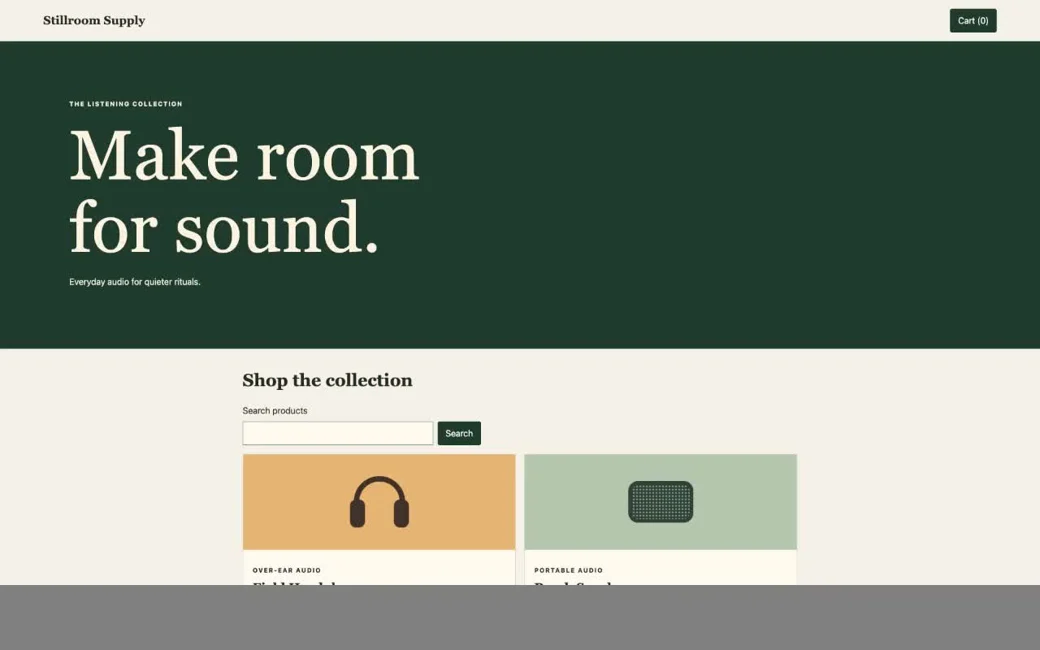 Stillroom Supply
Cart (0)
THE LISTENING COLLECTION
Make room
for sound.
Everyday audio for quieter rituals.
Shop the collection
Search products
Search
OVER-EAR AUDIO
PORTABLE AUDIO